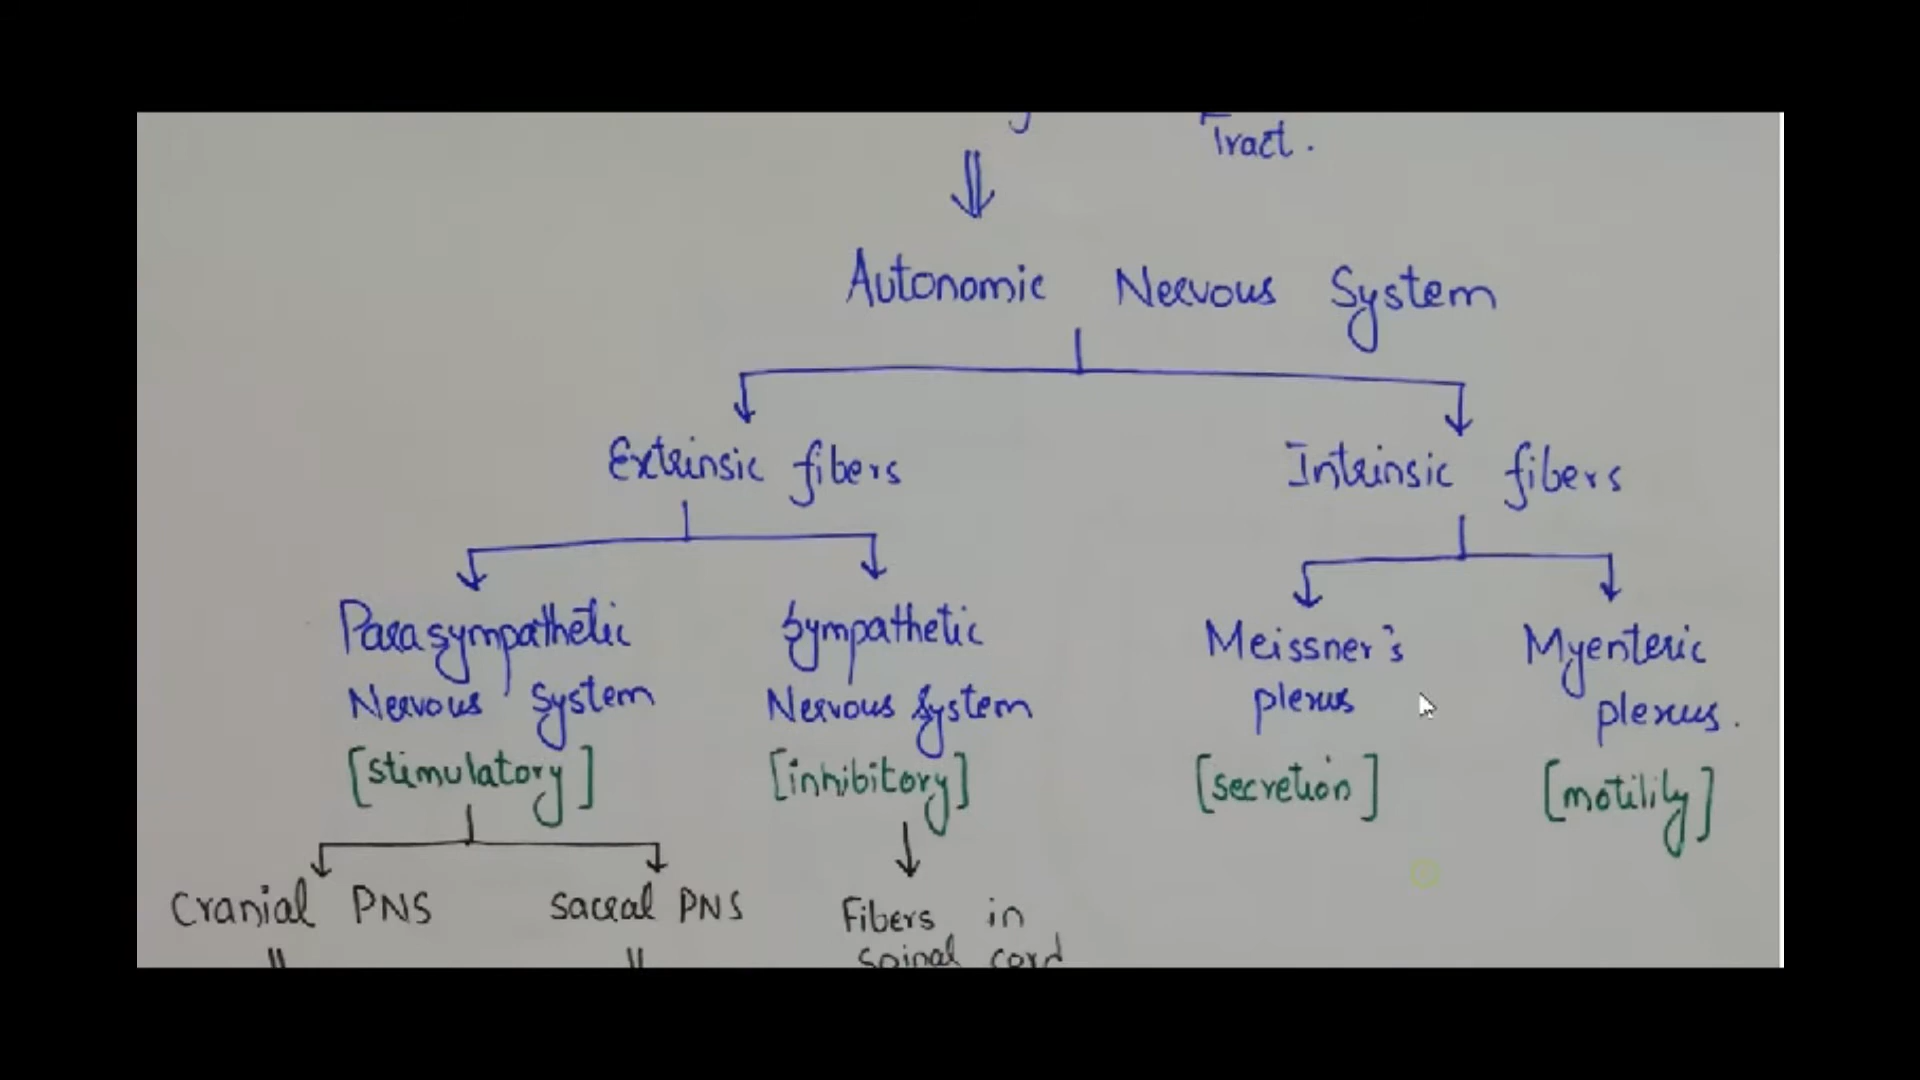 Tract.
Autonomic Nervous System
Extrinsic fibers
Intrinsic fibers
Parasympathetic
Nervous System
[stimulatory]
Sympathetic
Nervous System
[inhibitory]
Meissner's
plexus
[secretion]
Myenteric
plexus.
[motility]
Cranial PNS
sacral PNS
Fibers in
spinal cord